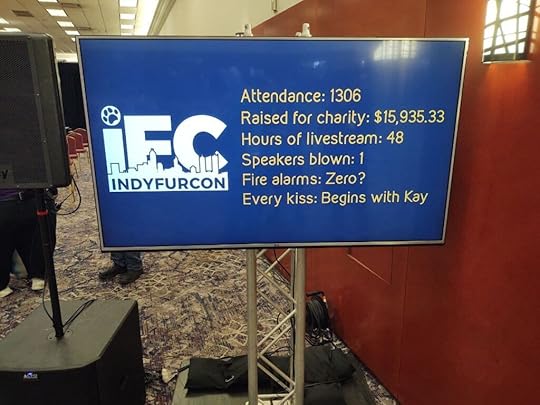 iFC
INDYFURCON
Attendance: 1306
Raised for charity: $15,935.33
Hours of livestream: 48
Speakers blown: 1
Fire alarms: Zero?
Every kiss: Begins with Kay